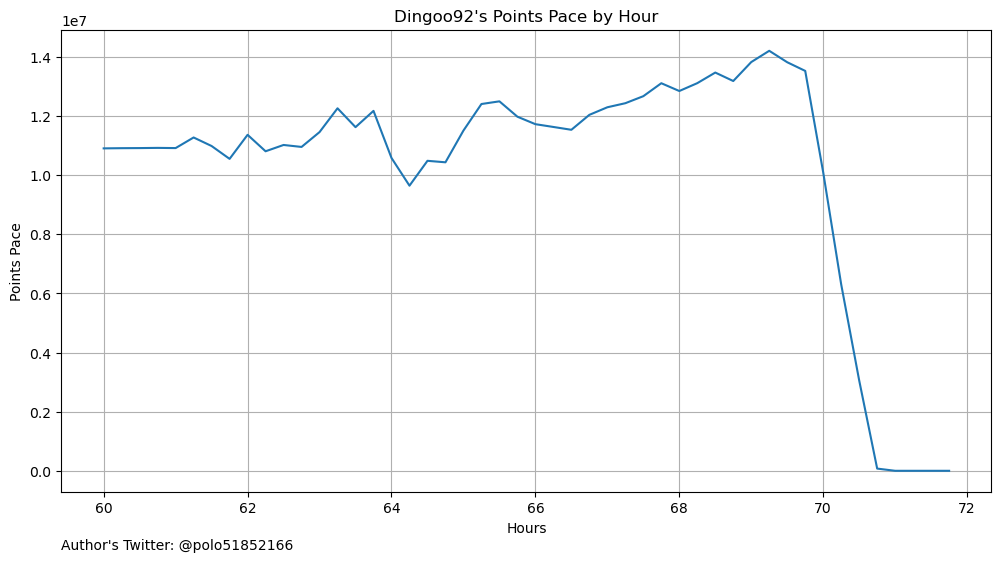 Dingoo92's Points Pace by Hour
1e7
1.4
1.2
1.0
0.8
0.6
0.4
0.2
0.0
Points Pace
60 62 64 66 68 70 72
Hours
Author's Twitter: @polo51852166